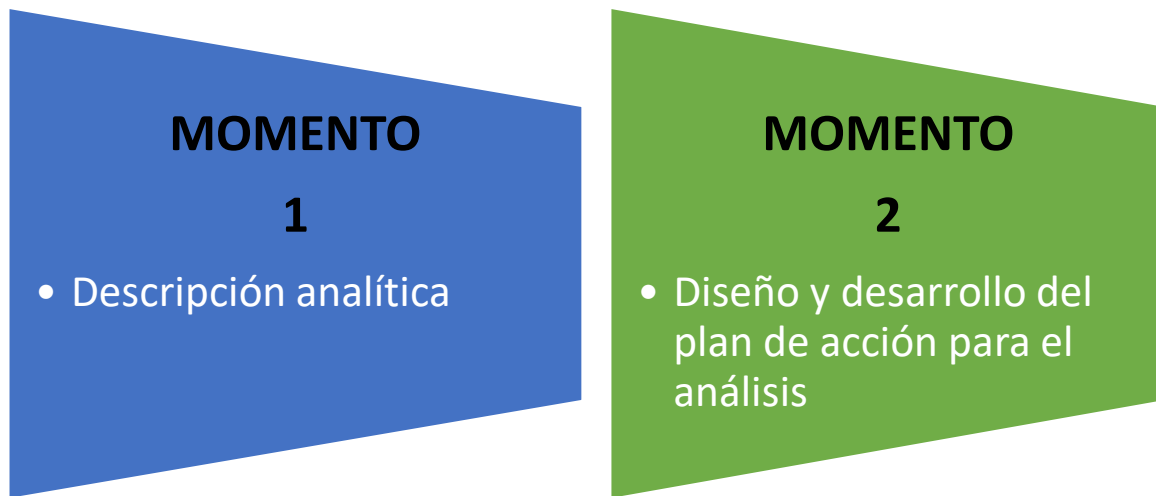 MOMENTO
1
• Descripción analítica
MOMENTO
2
• Diseño y desarrollo del
plan de acción para el
análisis